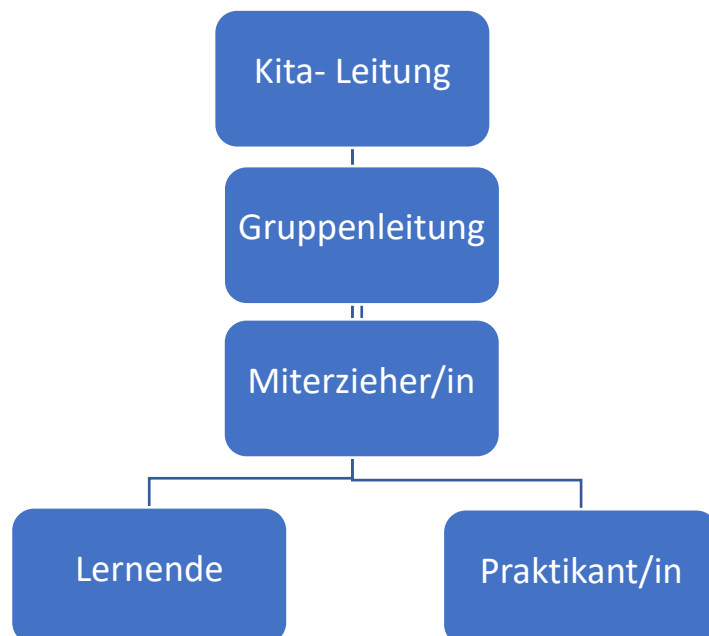 Kita- Leitung
Gruppenleitung
Miterzieher/in
Lernende
Praktikant/in